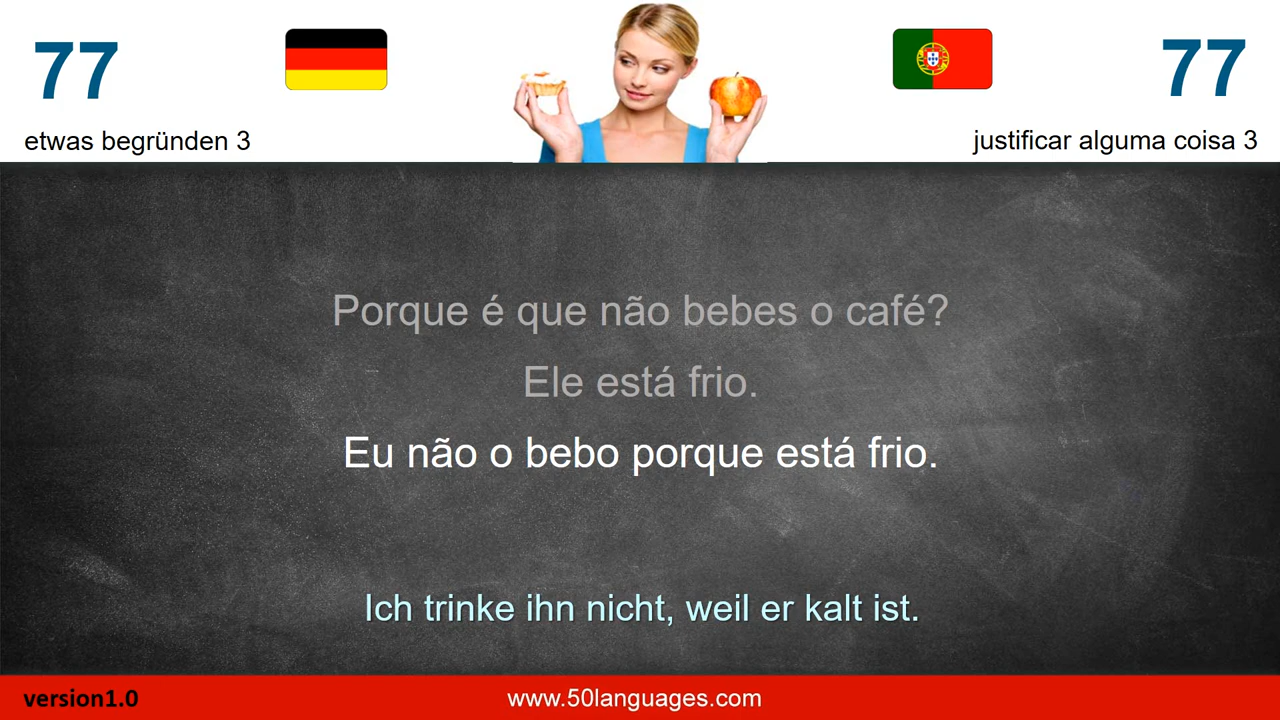 77
77
etwas begründen 3
justificar alguma coisa 3
Porque é que não bebes o café?
Ele está frio.
Eu não o bebo porque está frio.
Ich trinke ihn nicht, weil er kalt ist.
version1.0
www.50languages.com